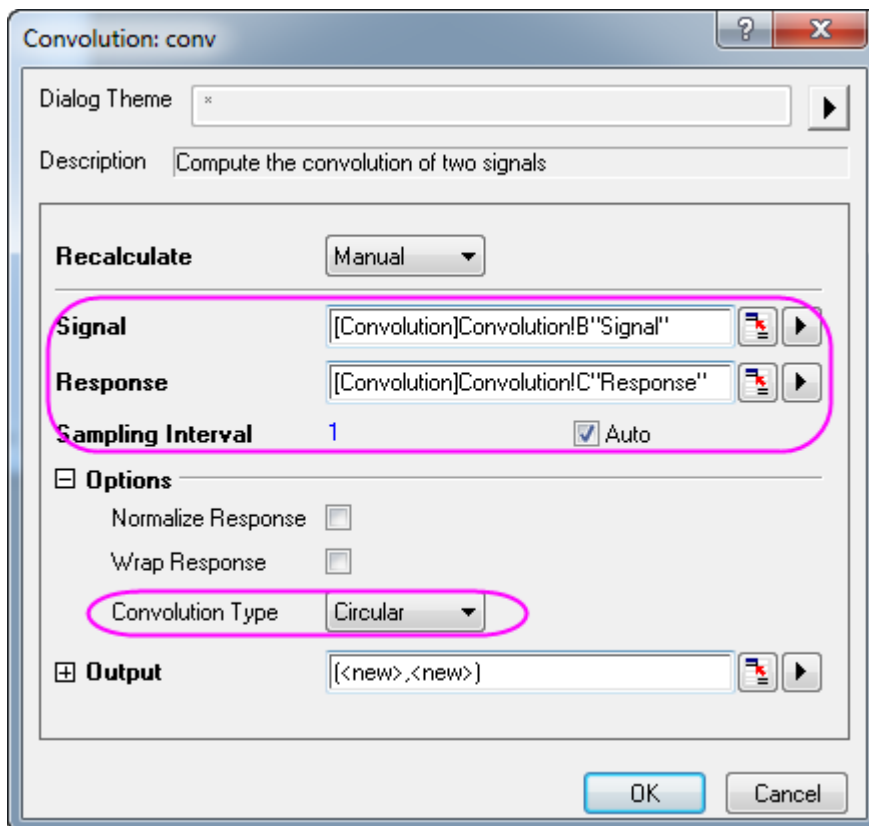 Convolution: conv
Dialog Theme *
Description Compute the convolution of two signals
Recalculate Manual
Signal [Convolution]Convolution!B"Signal"
Response [Convolution]Convolution!C"Response"
Sampling Interval 1 Auto
Options
Normalize Response
Wrap Response
Convolution Type Circular
Output (<new>,<new>)
OK Cancel